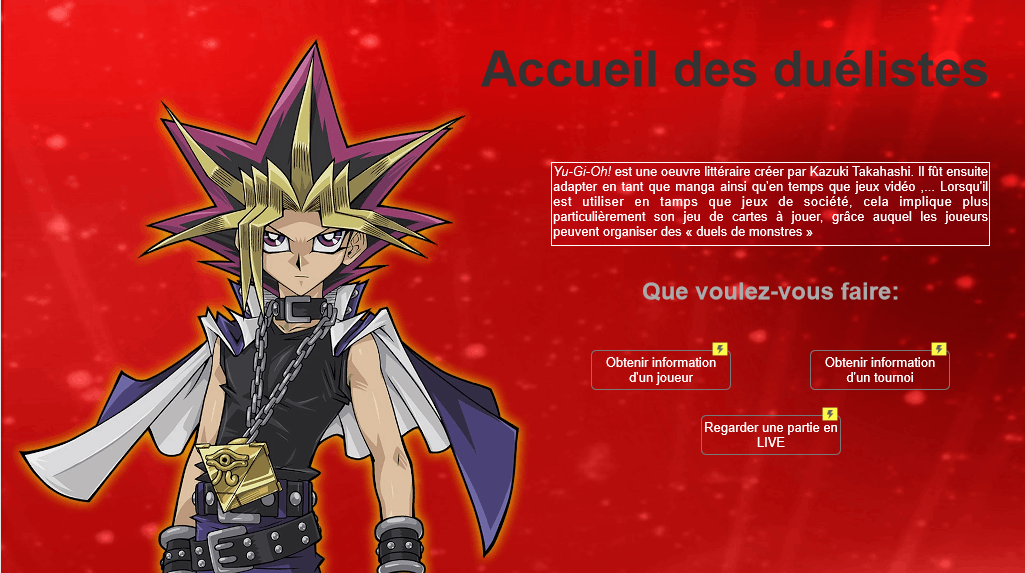 Accueil des duélistes
Yu-Gi-Oh! est une oeuvre littéraire créer par Kazuki Takahashi. Il fût ensuite
adapter en tant que manga ainsi qu'en temps que jeux vidéo ,... Lorsqu'il
est utiliser en tamps que jeux de société, cela implique plus
particulièrement son jeu de cartes à jouer, grâce auquel les joueurs
peuvent organiser des « duels de monstres »
Que voulez-vous faire:
Obtenir information
d'un joueur
Obtenir information
d'un tournoi
Regarder une partie en
LIVE